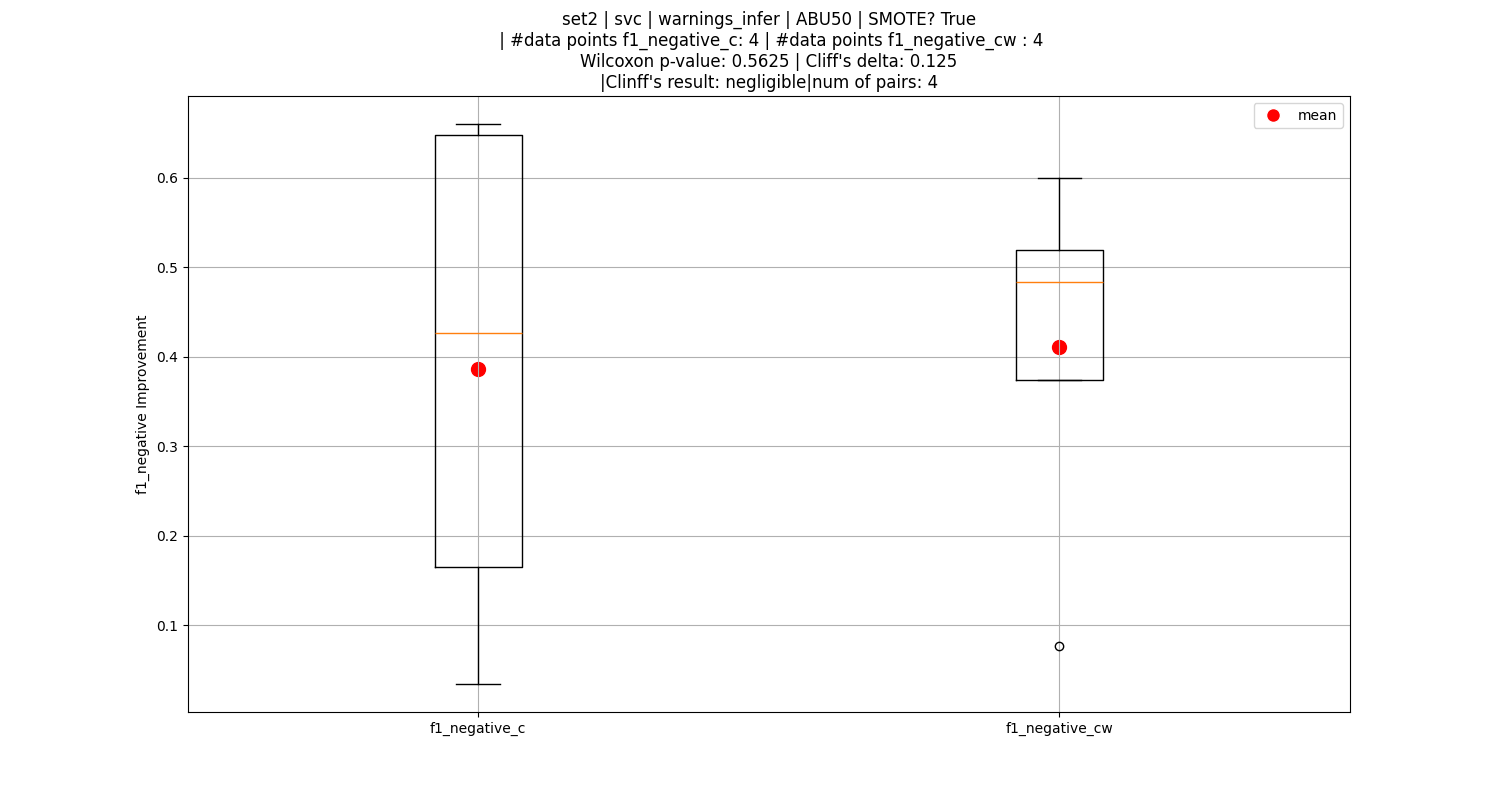 set2 | svc | warnings_infer | ABU50 | SMOTE? True
| #data points f1_negative_c: 4 | #data points f1_negative_cw : 4
Wilcoxon p-value: 0.5625 | Cliff's delta: 0.125
|Clinff's result: negligible|num of pairs: 4
mean
0.6
0.5
0.4
0.3
0.2
0.1
f1_negative Improvement
f1_negative_c
f1_negative_cw